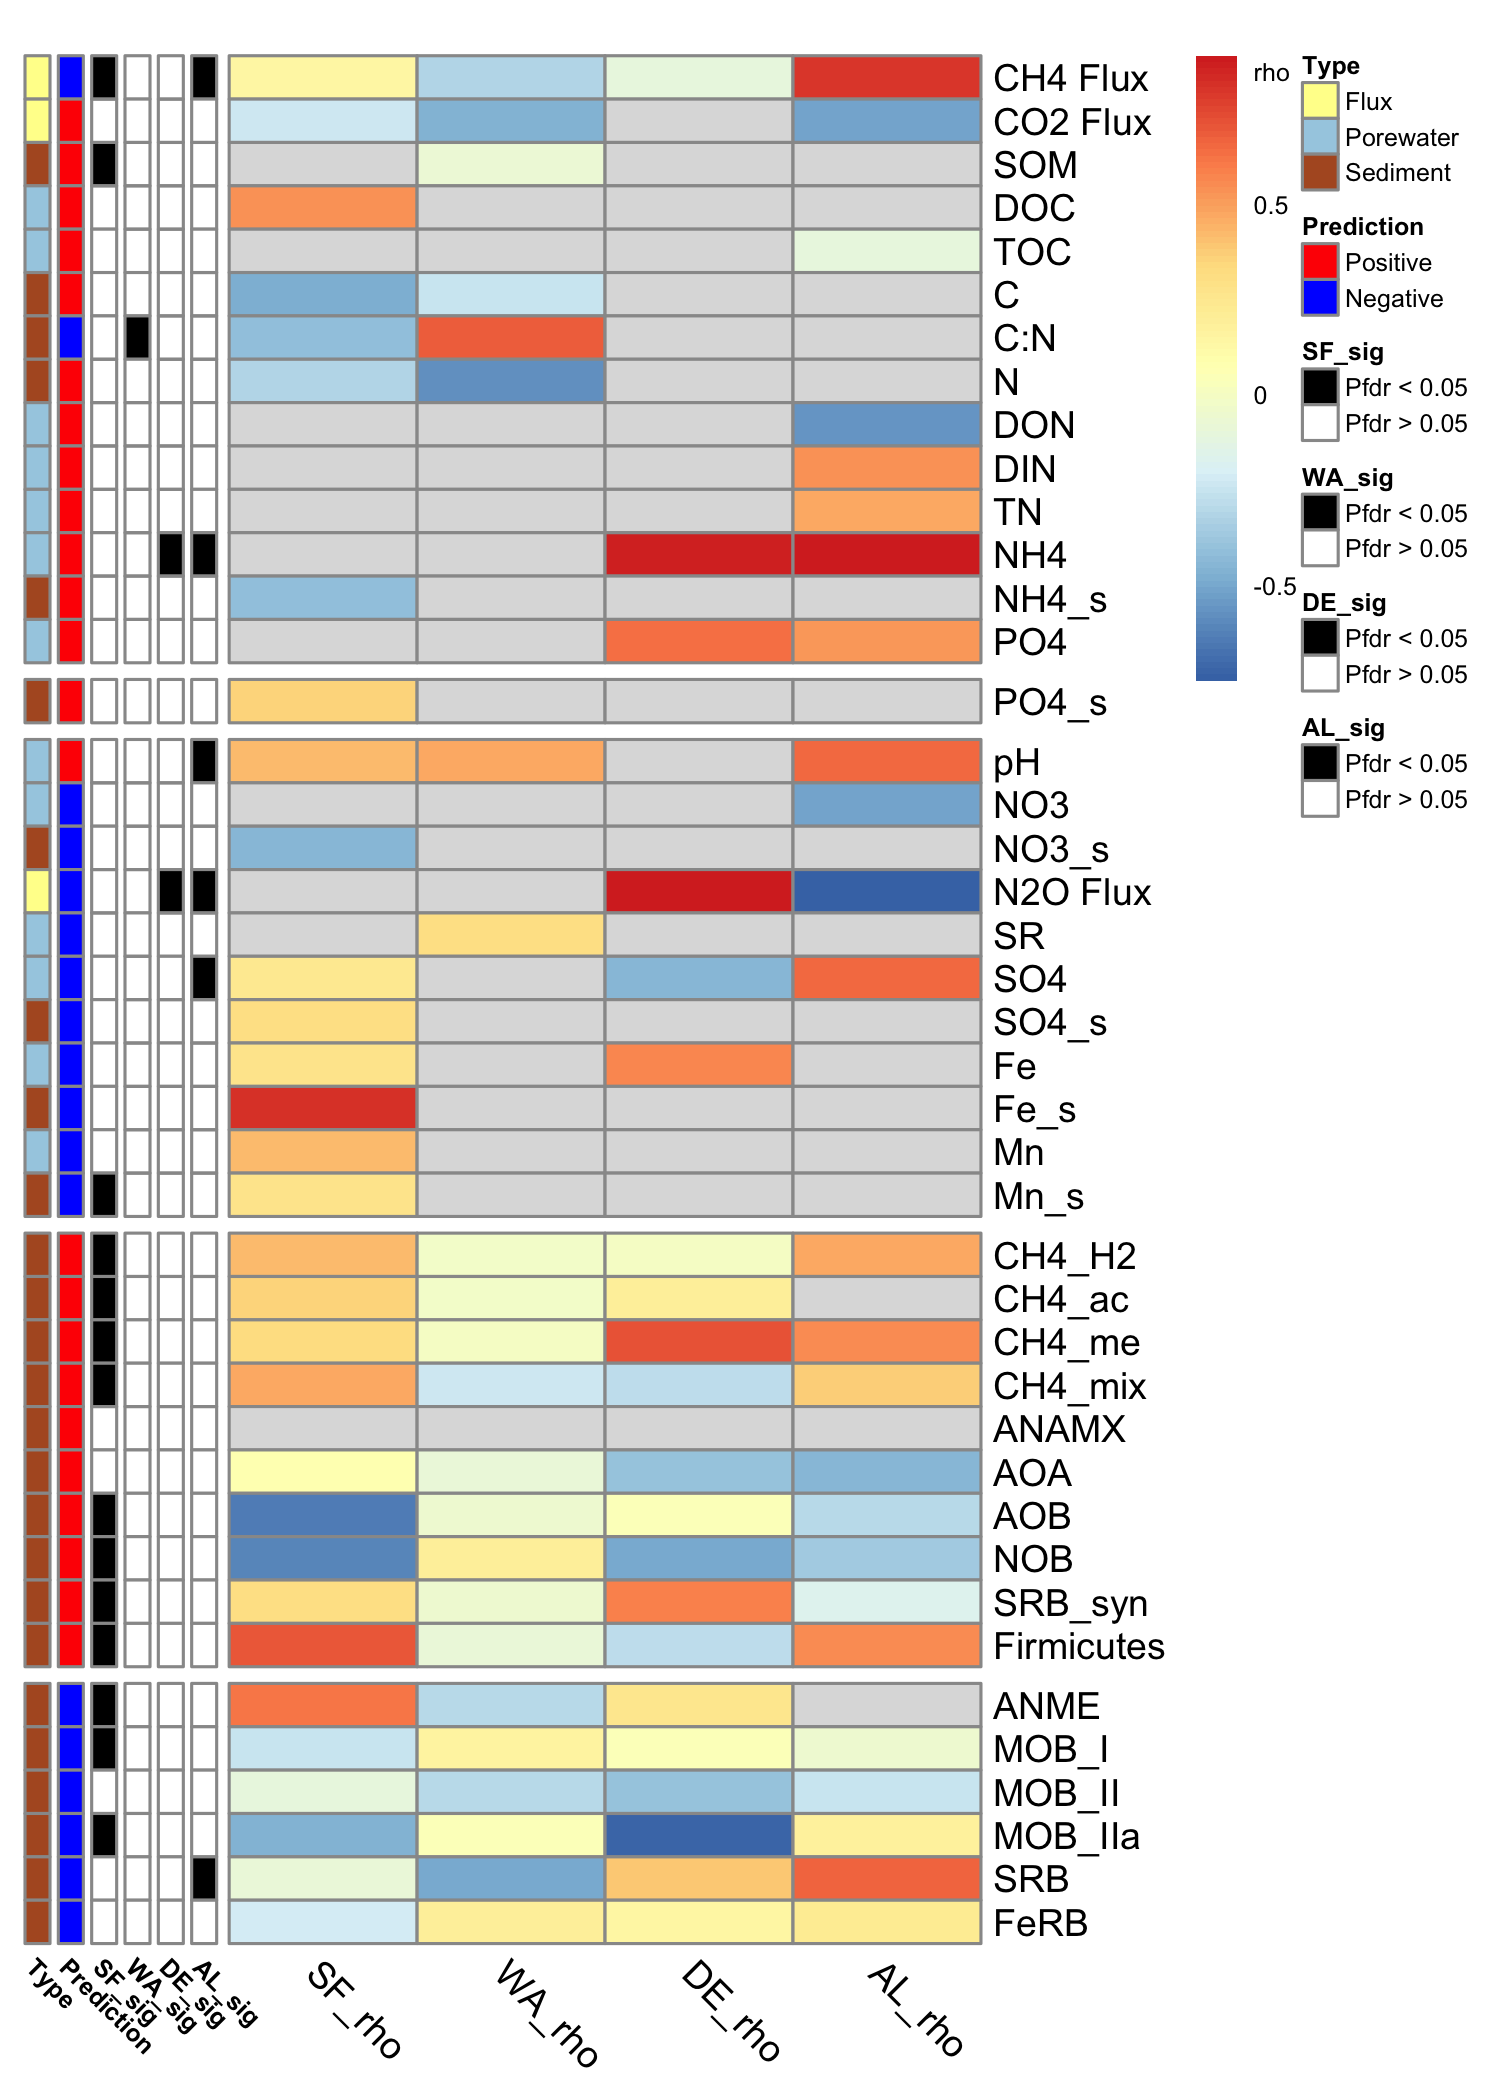 CH4 Flux
CO2 Flux
SOM
DOC
TOC
C
C:N
N
DON
DIN
TN
NH4
NH4_s
PO4
PO4_s
pH
NO3
NO3_s
N2O Flux
SR
SO4
SO4_s
Fe
Fe_s
Mn
Mn_s
CH4_H2
CH4_ac
CH4_me
CH4_mix
ANAMX
AOA
AOB
NOB
SRB_syn
Firmicutes
ANME
MOB_I
MOB_II
MOB_IIa
SRB
FeRB
Type
Prediction
SF_sig
WA_sig
DE_sig
AL_sig
SF_rho
WA_rho
DE_rho
AL_rho
rho
0.5
0
-0.5
Type
Flux
Porewater
Sediment
Prediction
Positive
Negative
SF_sig
Pfdr < 0.05
Pfdr > 0.05
WA_sig
Pfdr < 0.05
Pfdr > 0.05
DE_sig
Pfdr < 0.05
Pfdr > 0.05
AL_sig
Pfdr < 0.05
Pfdr > 0.05